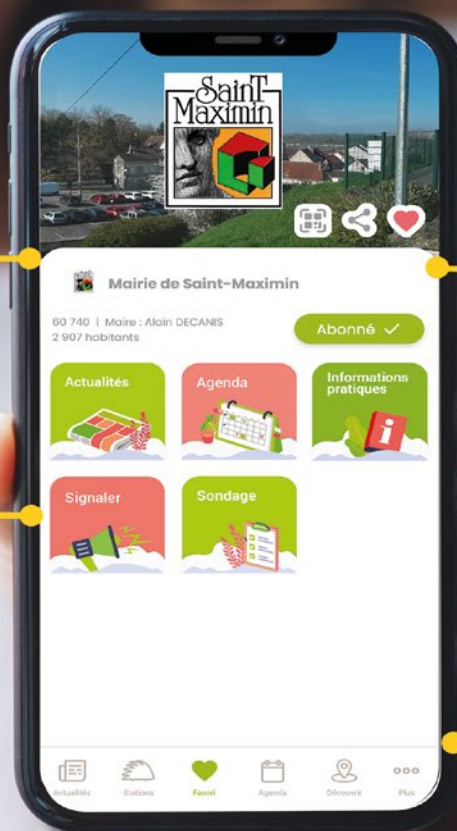 Saint
Maximin
Mairie de Saint-Maximin
60 740 | Maire : Alain DECANIS
2 907 habitants
Abonné
Actualités
Agenda
Informations
pratiques
Signaler
Sondage
Actualités
Stations
Favori
Agenda
Découvrir
Plus